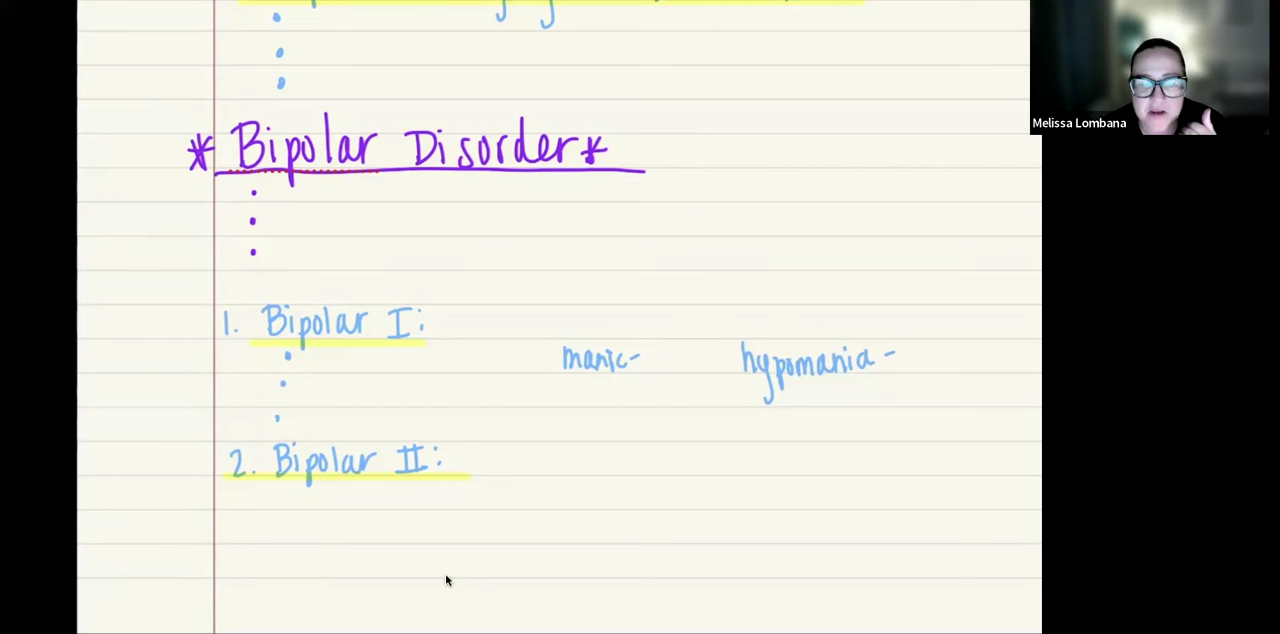 Melissa Lombana
* Bipolar Disorder *
1. Bipolar I:
manic- hypomania -
2. Bipolar II: